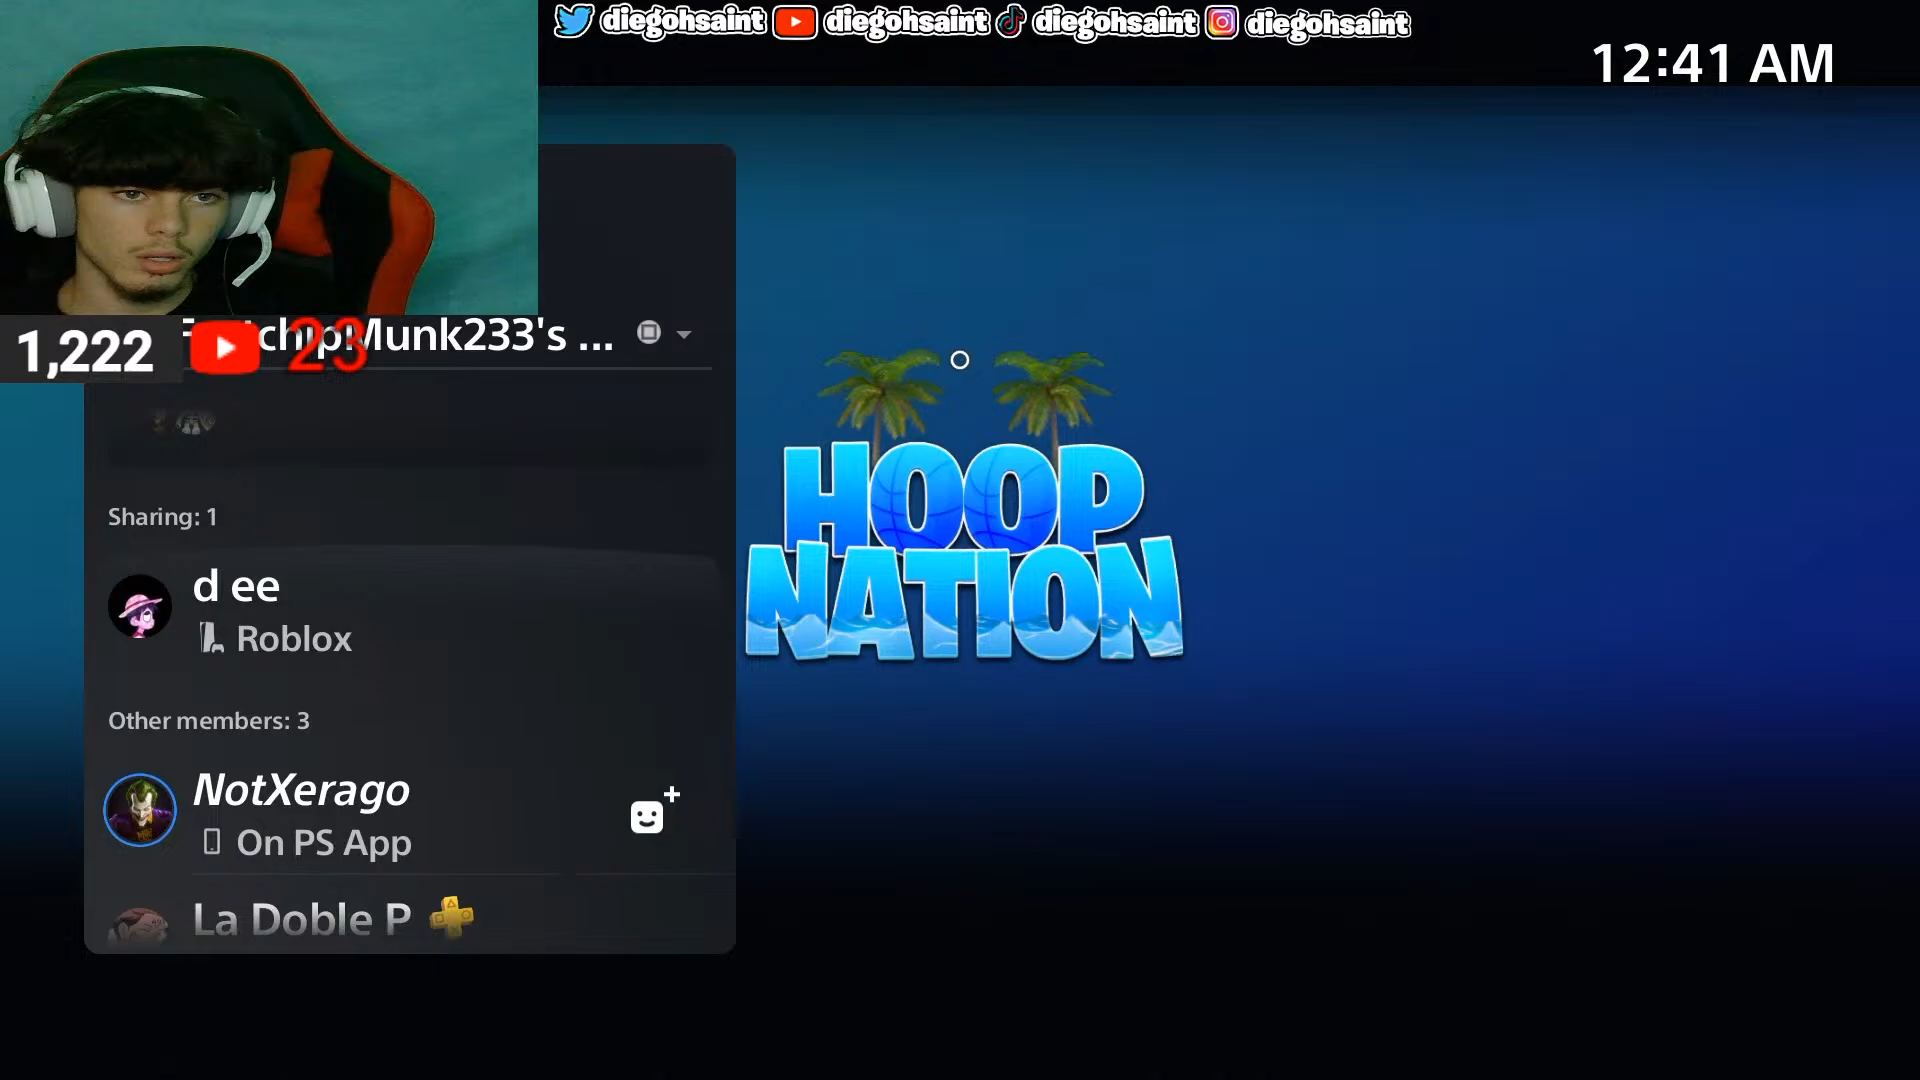 diegohsaint diegohsaint diegohsaint diegohsaint
12:41 AM
1,222 23
chipMunk233's ...
HOOP
NATION
Sharing: 1
d ee
Roblox
Other members: 3
NotXerago
On PS App
La Doble P